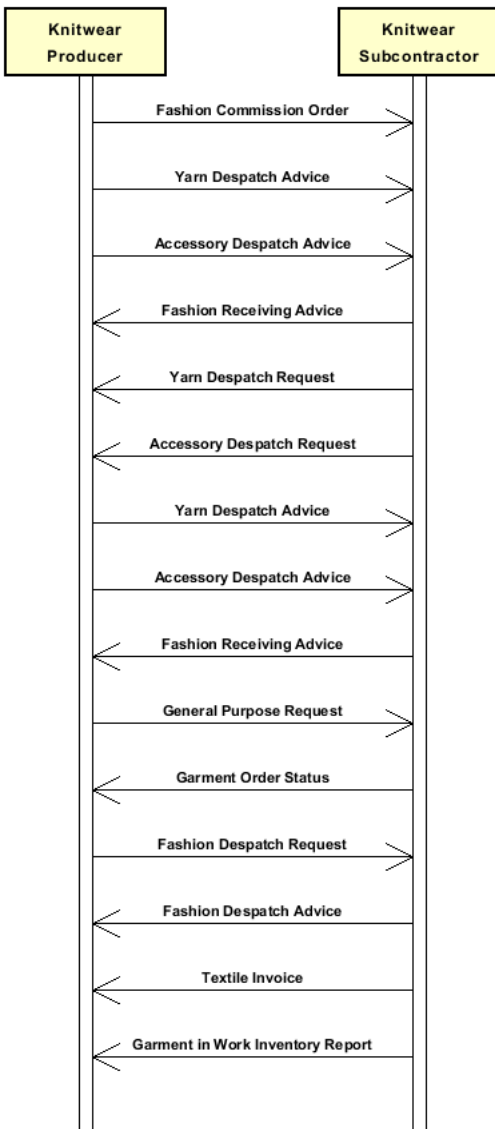 Knitwear
Producer
Knitwear
Subcontractor
Fashion Commission Order
Yarn Despatch Advice
Accessory Despatch Advice
Fashion Receiving Advice
Yarn Despatch Request
Accessory Despatch Request
Yarn Despatch Advice
Accessory Despatch Advice
Fashion Receiving Advice
General Purpose Request
Garment Order Status
Fashion Despatch Request
Fashion Despatch Advice
Textile Invoice
Garment in Work Inventory Report